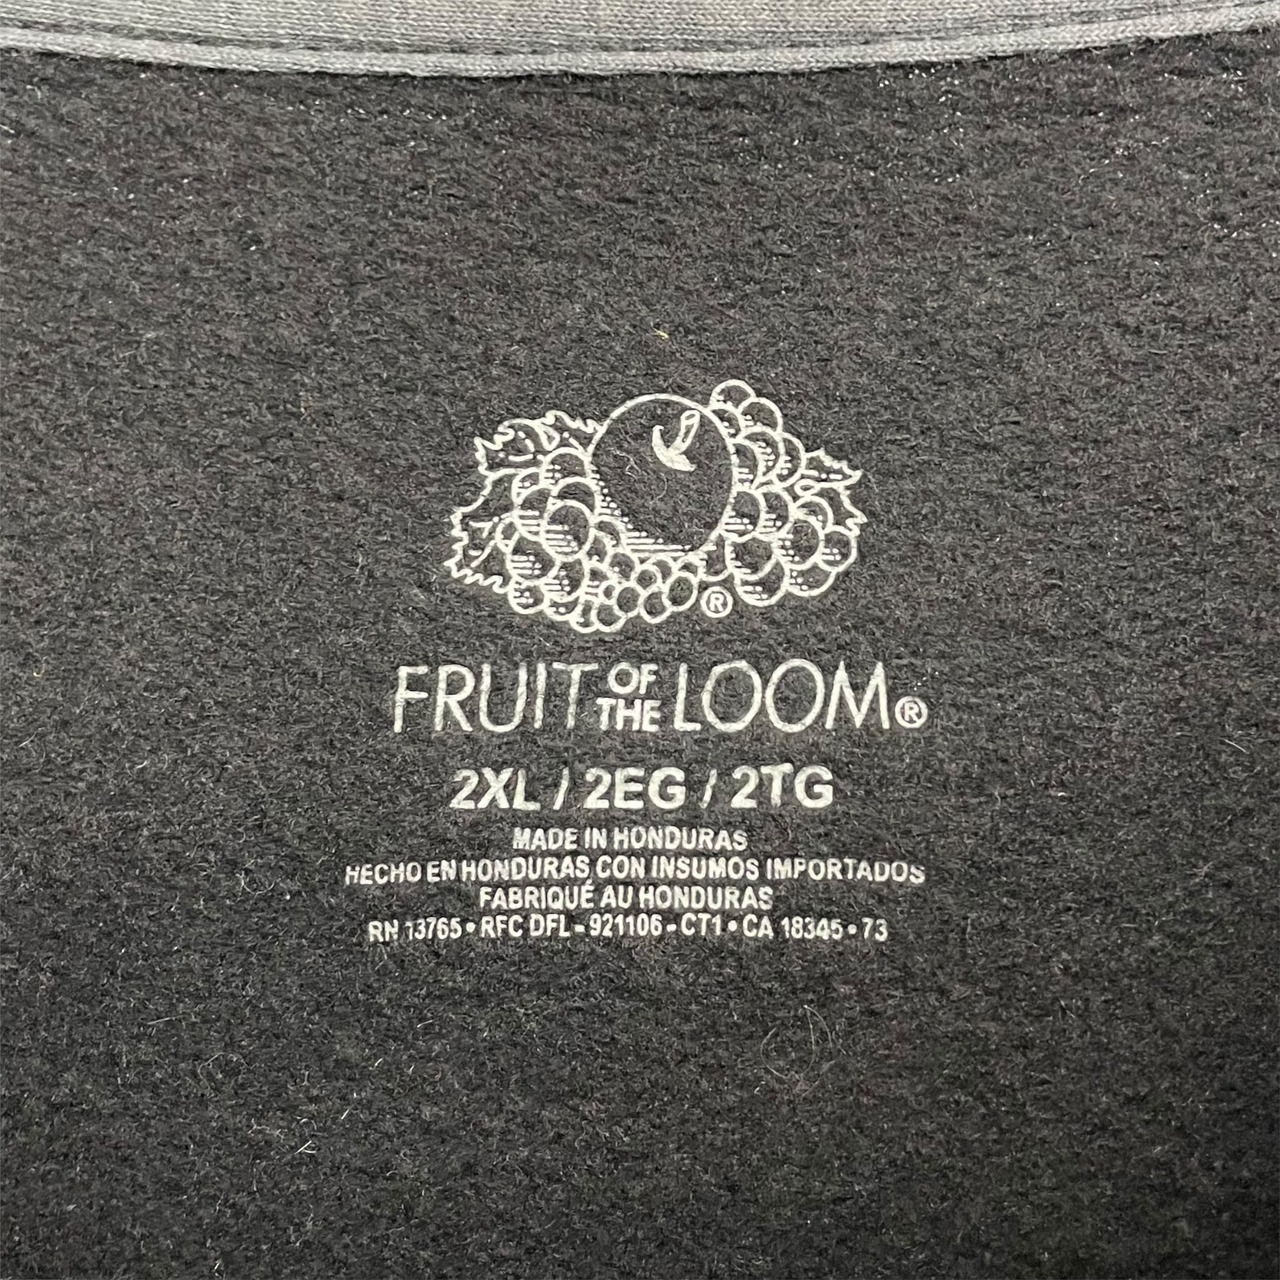 ®
FRUIT OF THE LOOM®
2XL / 2EG / 2TG
MADE IN HONDURAS
HECHO EN HONDURAS CON INSUMOS IMPORTADOS
FABRIQUÉ AU HONDURAS
RN 13765 • RFC DFL - 921106 - CT1 • CA 18345 • 73